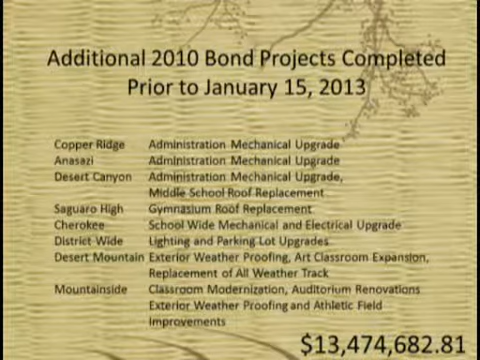 Additional 2010 Bond Projects Completed
Prior to January 15, 2013
Copper Ridge Administration Mechanical Upgrade
Anasazi Administration Mechanical Upgrade
Desert Canyon Administration Mechanical Upgrade,
Middle School Roof Replacement
Saguaro High Gymnasium Roof Replacement
Cherokee School Wide Mechanical and Electrical Upgrade
District Wide Lighting and Parking Lot Upgrades
Desert Mountain Exterior Weather Proofing, Art Classroom Expansion,
Replacement of All Weather Track
Mountainside Classroom Modernization, Auditorium Renovations
Exterior Weather Proofing and Athletic Field
Improvements
$13,474,682.81